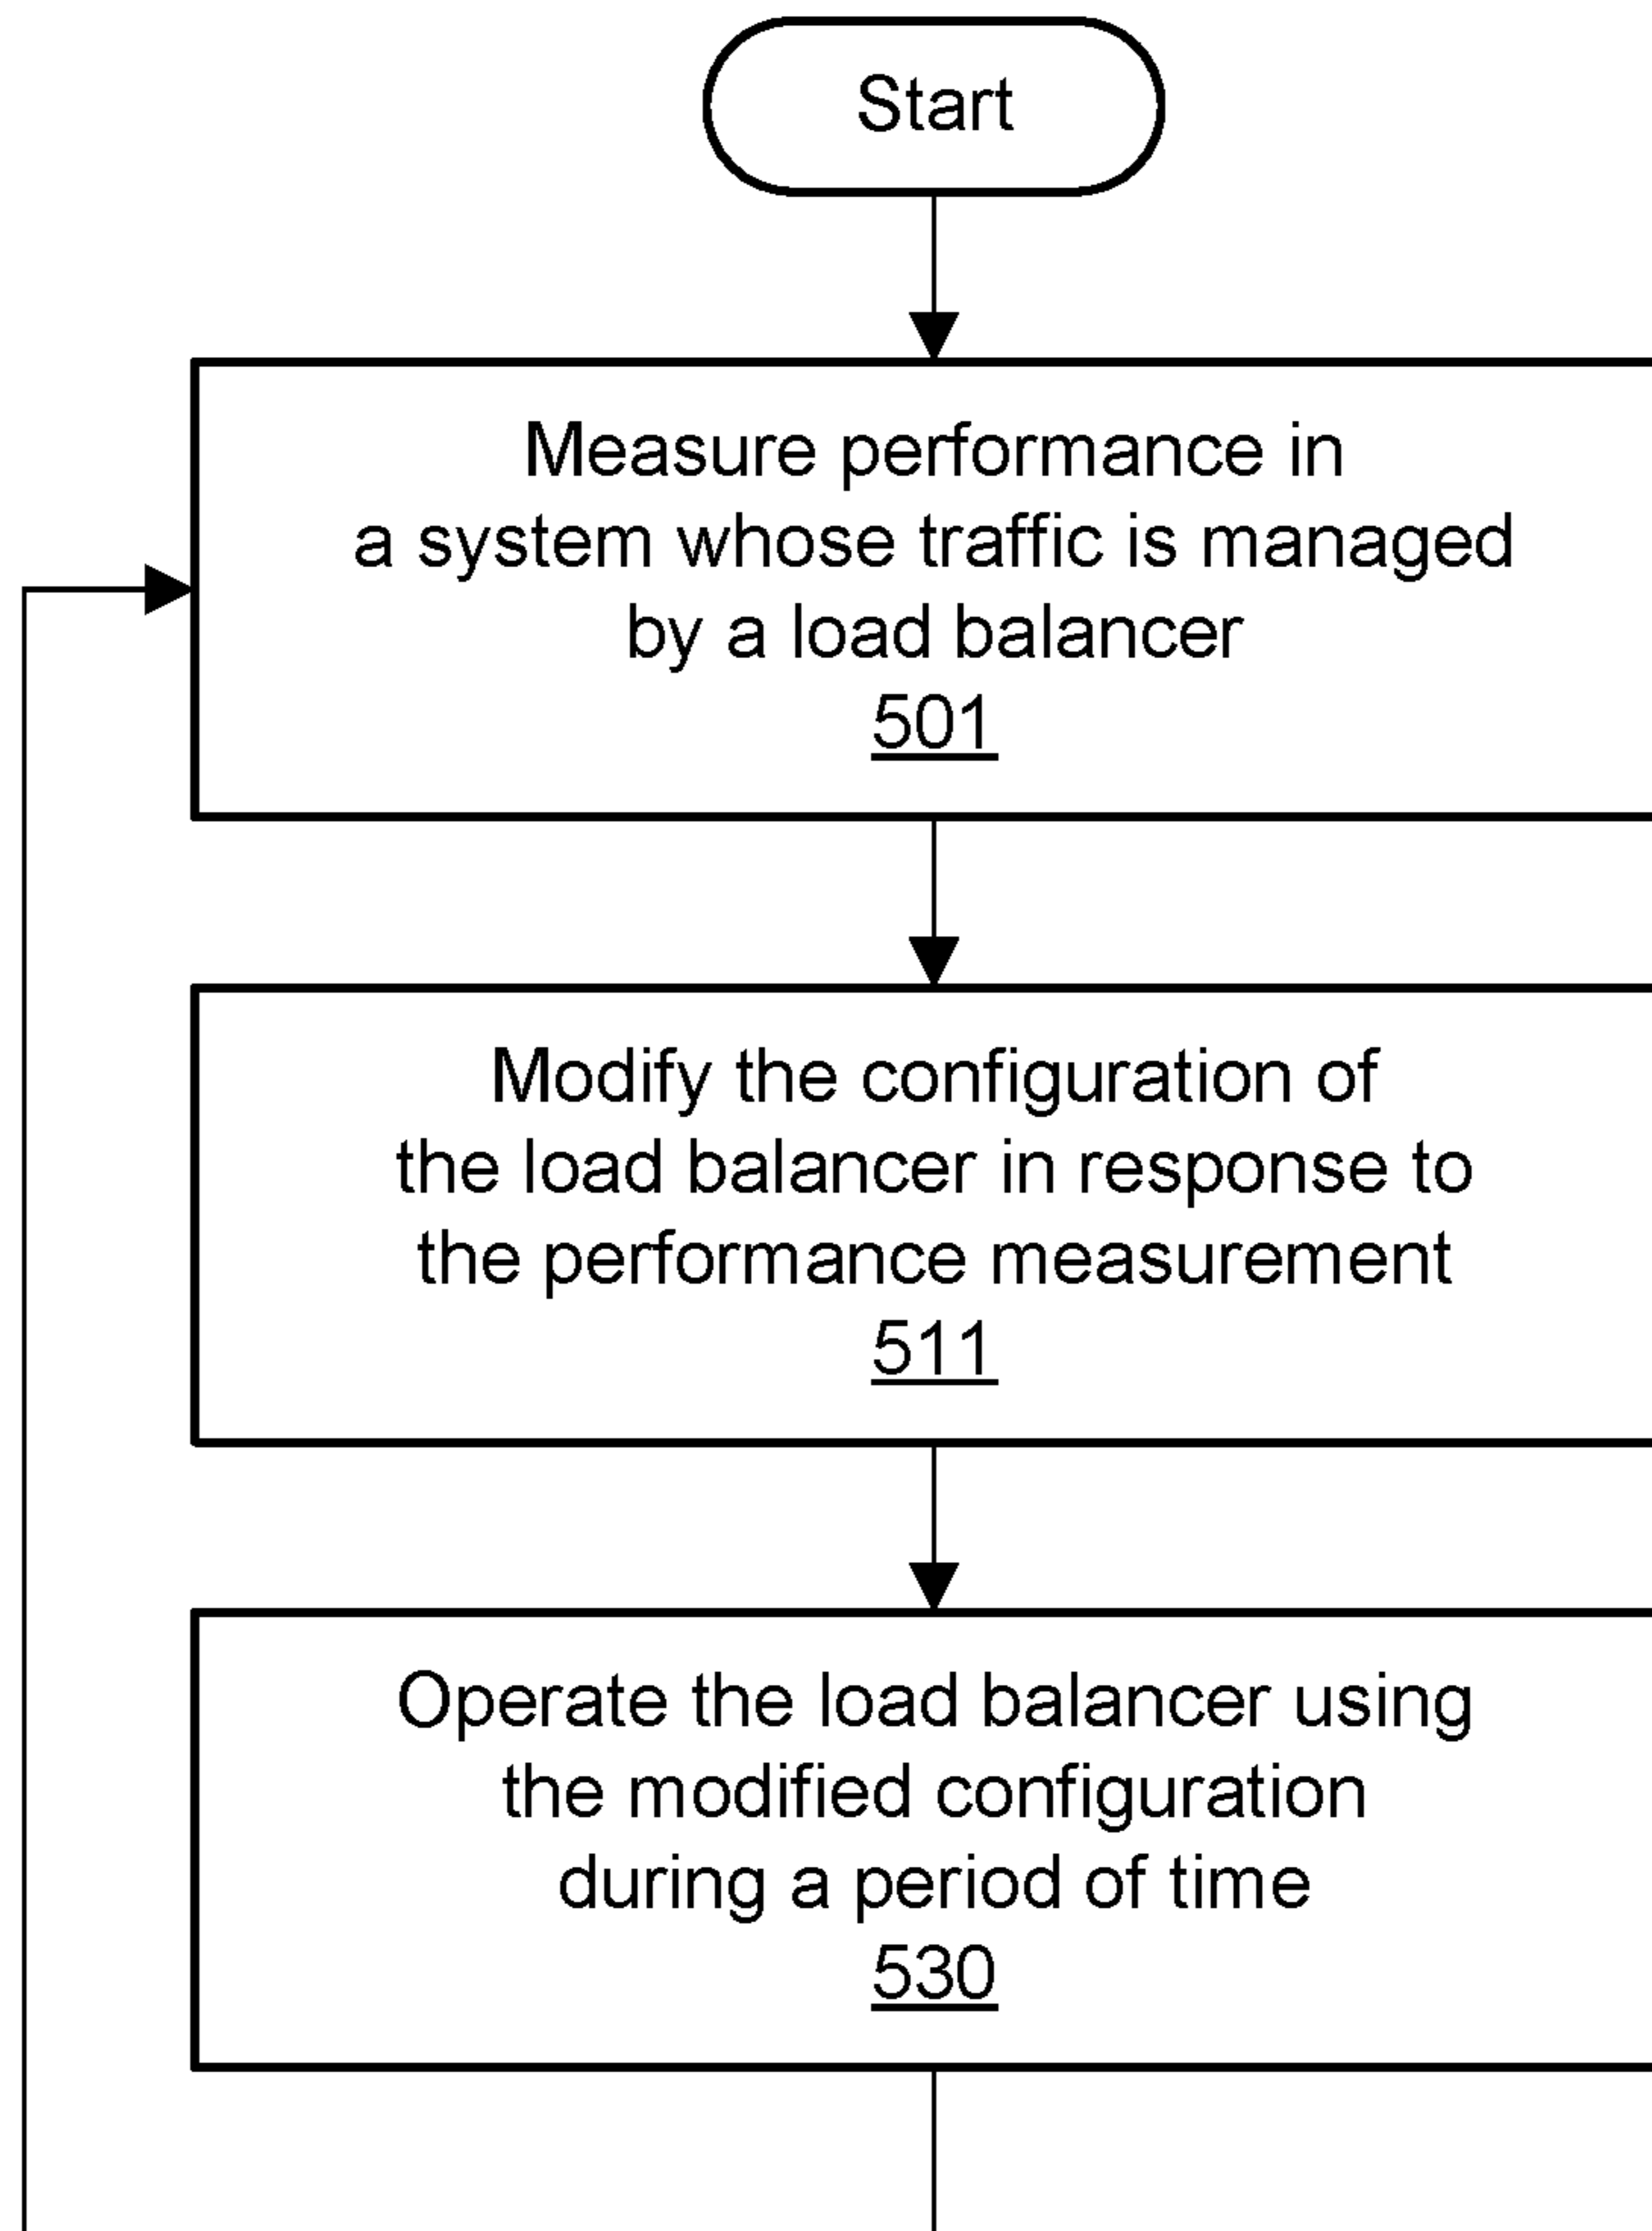 Start
Measure performance in
a system whose traffic is managed
by a load balancer
501
Modify the configuration of
the load balancer in response to
the performance measurement
511
Operate the load balancer using
the modified configuration
during a period of time
530